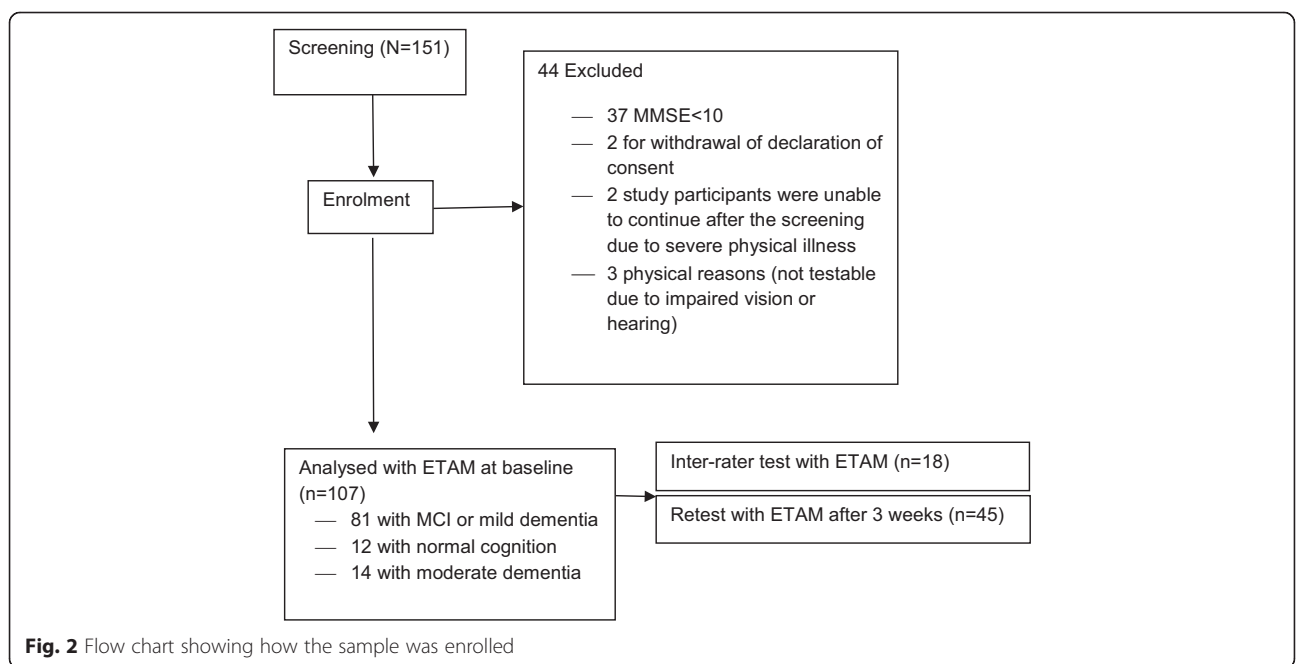 Screening (N=151)
44 Excluded
— 37 MMSE<10
— 2 for withdrawal of declaration of
consent
— 2 study participants were unable
to continue after the screening
due to severe physical illness
— 3 physical reasons (not testable
due to impaired vision or
hearing)
Enrolment
Analysed with ETAM at baseline
(n=107)
— 81 with MCI or mild dementia
— 12 with normal cognition
— 14 with moderate dementia
Inter-rater test with ETAM (n=18)
Retest with ETAM after 3 weeks (n=45)
Fig. 2 Flow chart showing how the sample was enrolled